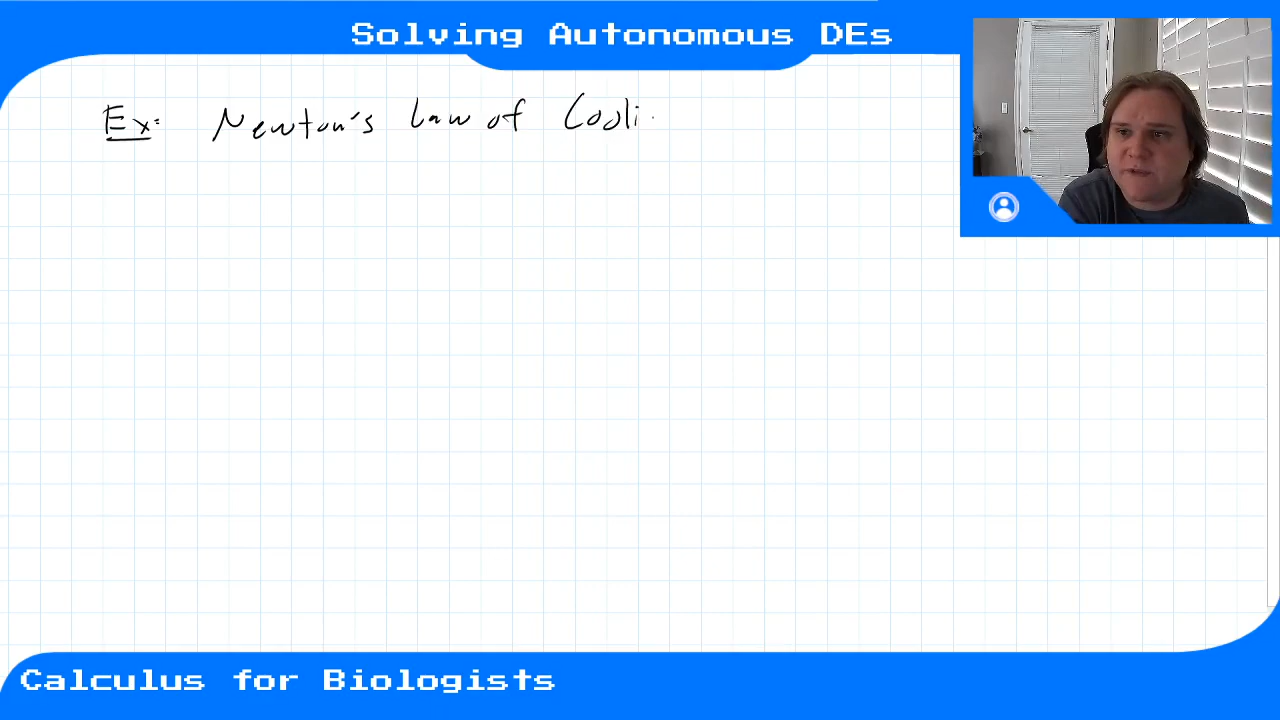 Solving Autonomous DEs
Ex: Newton's Law of Cooli
Calculus for Biologists